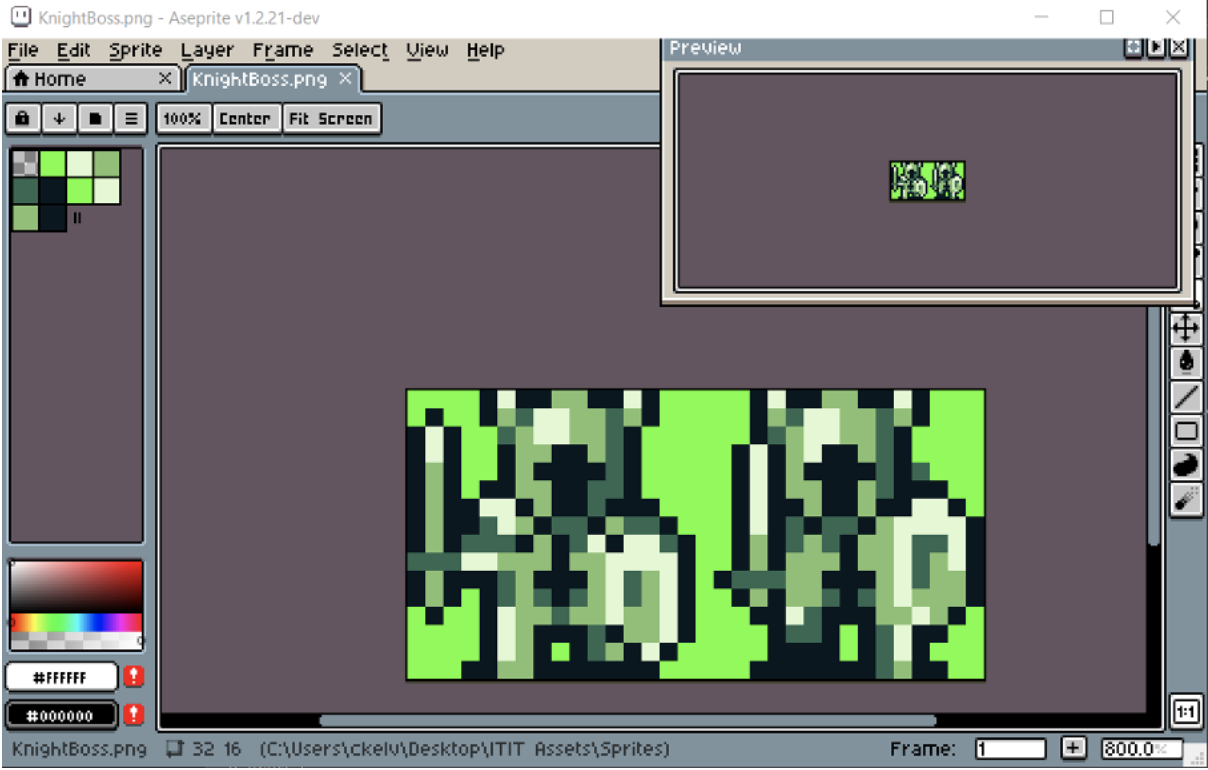 KnightBoss.png - Aseprite v1.2.21-dev
File Edit Sprite Layer Frame Select View Help
Preview
Home
KnightBoss.png
100% Center Fit Screen
#FFFFFF
#000000
1:1
KnightBoss.png 32 16 (C:\Users\ckelv\Desktop\ITIT Assets\Sprites) Frame: 1 + 800.0%